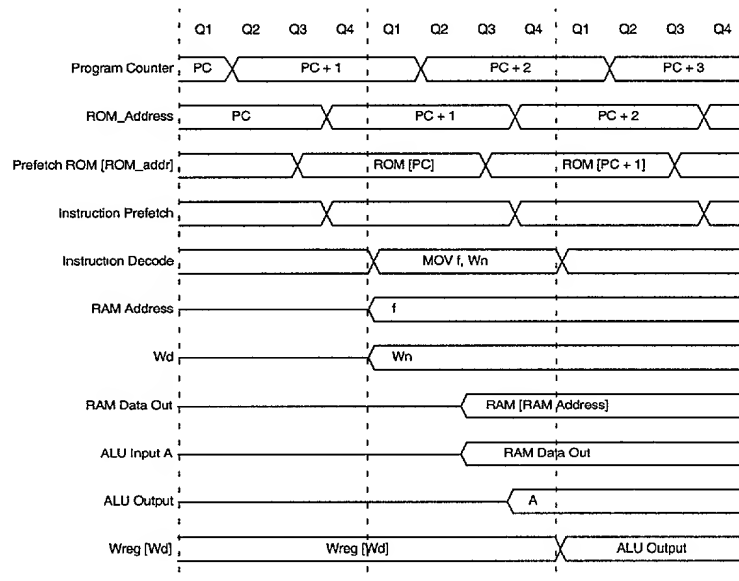 Q1 Q2 Q3 Q4 Q1 Q2 Q3 Q4 Q1 Q2 Q3 Q4
Program Counter PC PC + 1 PC + 2 PC + 3
ROM_Address PC PC + 1 PC + 2
Prefetch ROM [ROM_addr] ROM [PC] ROM [PC + 1]
Instruction Prefetch
Instruction Decode MOV f, Wn
RAM Address f
Wd Wn
RAM Data Out RAM [RAM Address]
ALU Input A RAM Data Out
ALU Output A
Wreg [Wd] Wreg [Wd] ALU Output